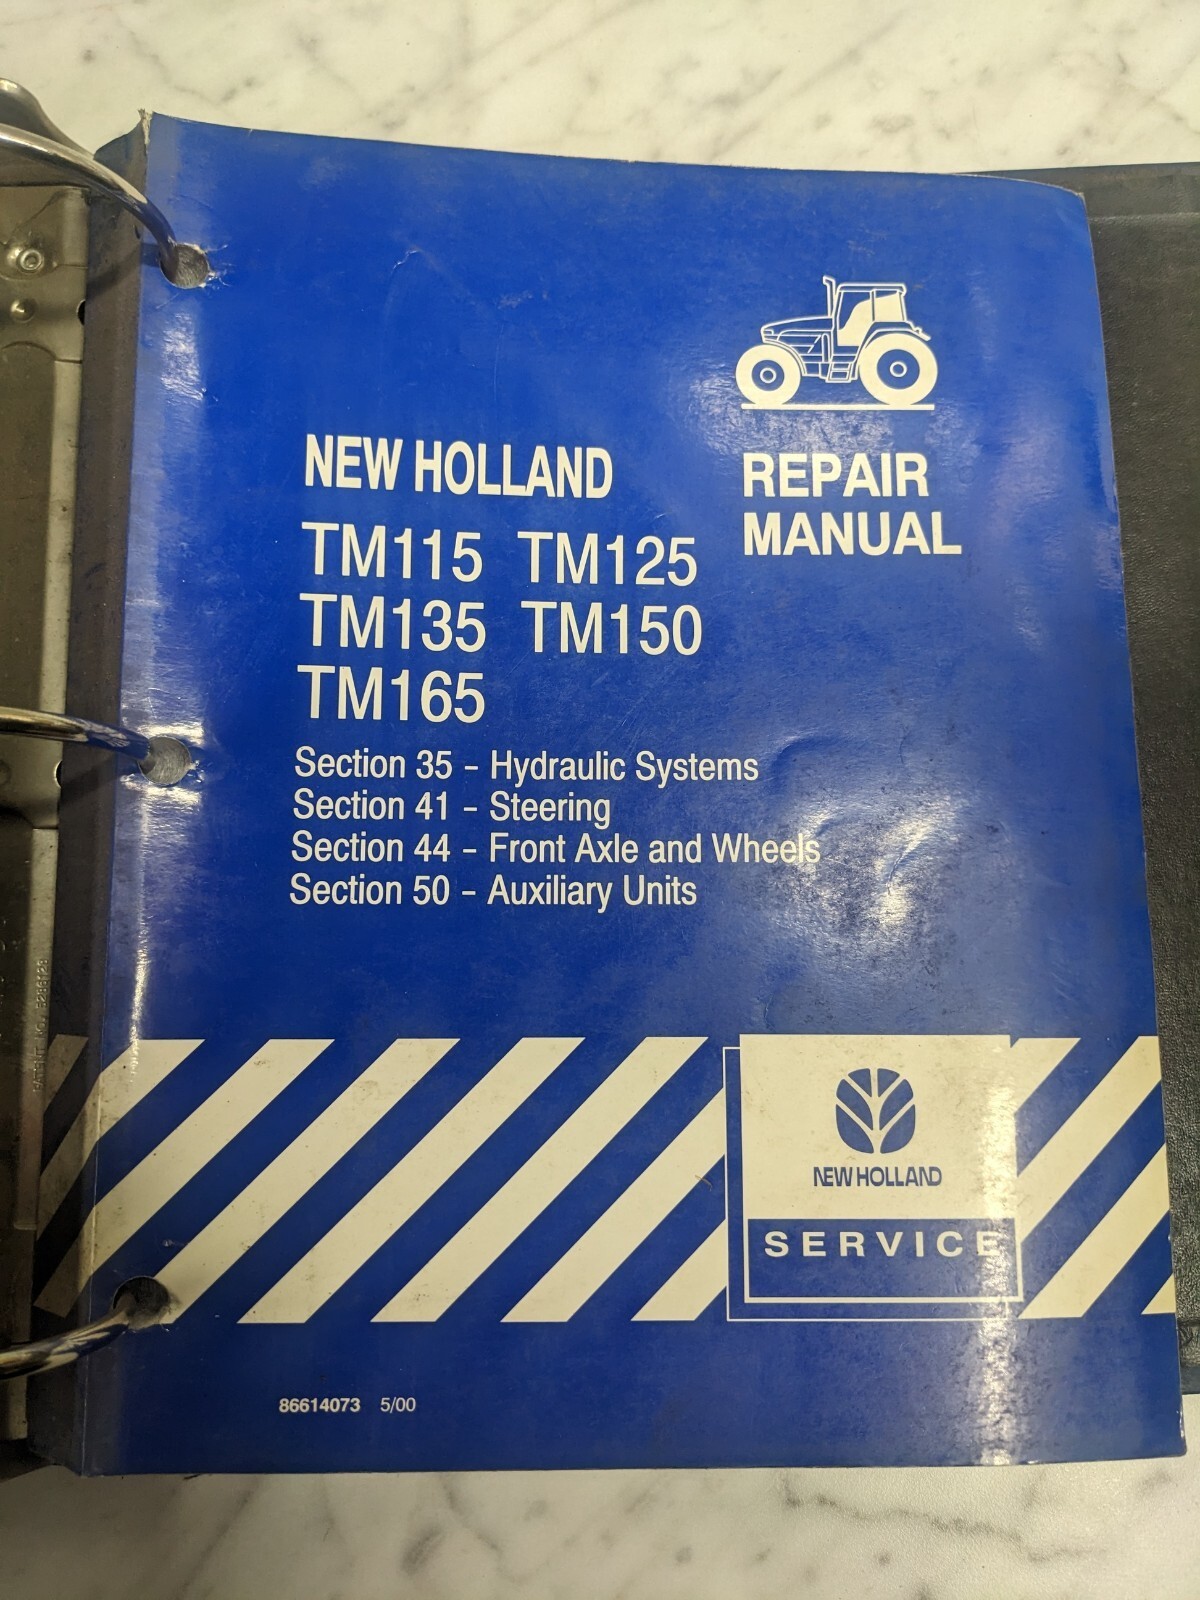 NEW HOLLAND
TM115 TM125
TM135 TM150
TM165
REPAIR
MANUAL
Section 35 - Hydraulic Systems
Section 41 - Steering
Section 44 - Front Axle and Wheels
Section 50 - Auxiliary Units
NEW HOLLAND
SERVICE
86614073 5/00